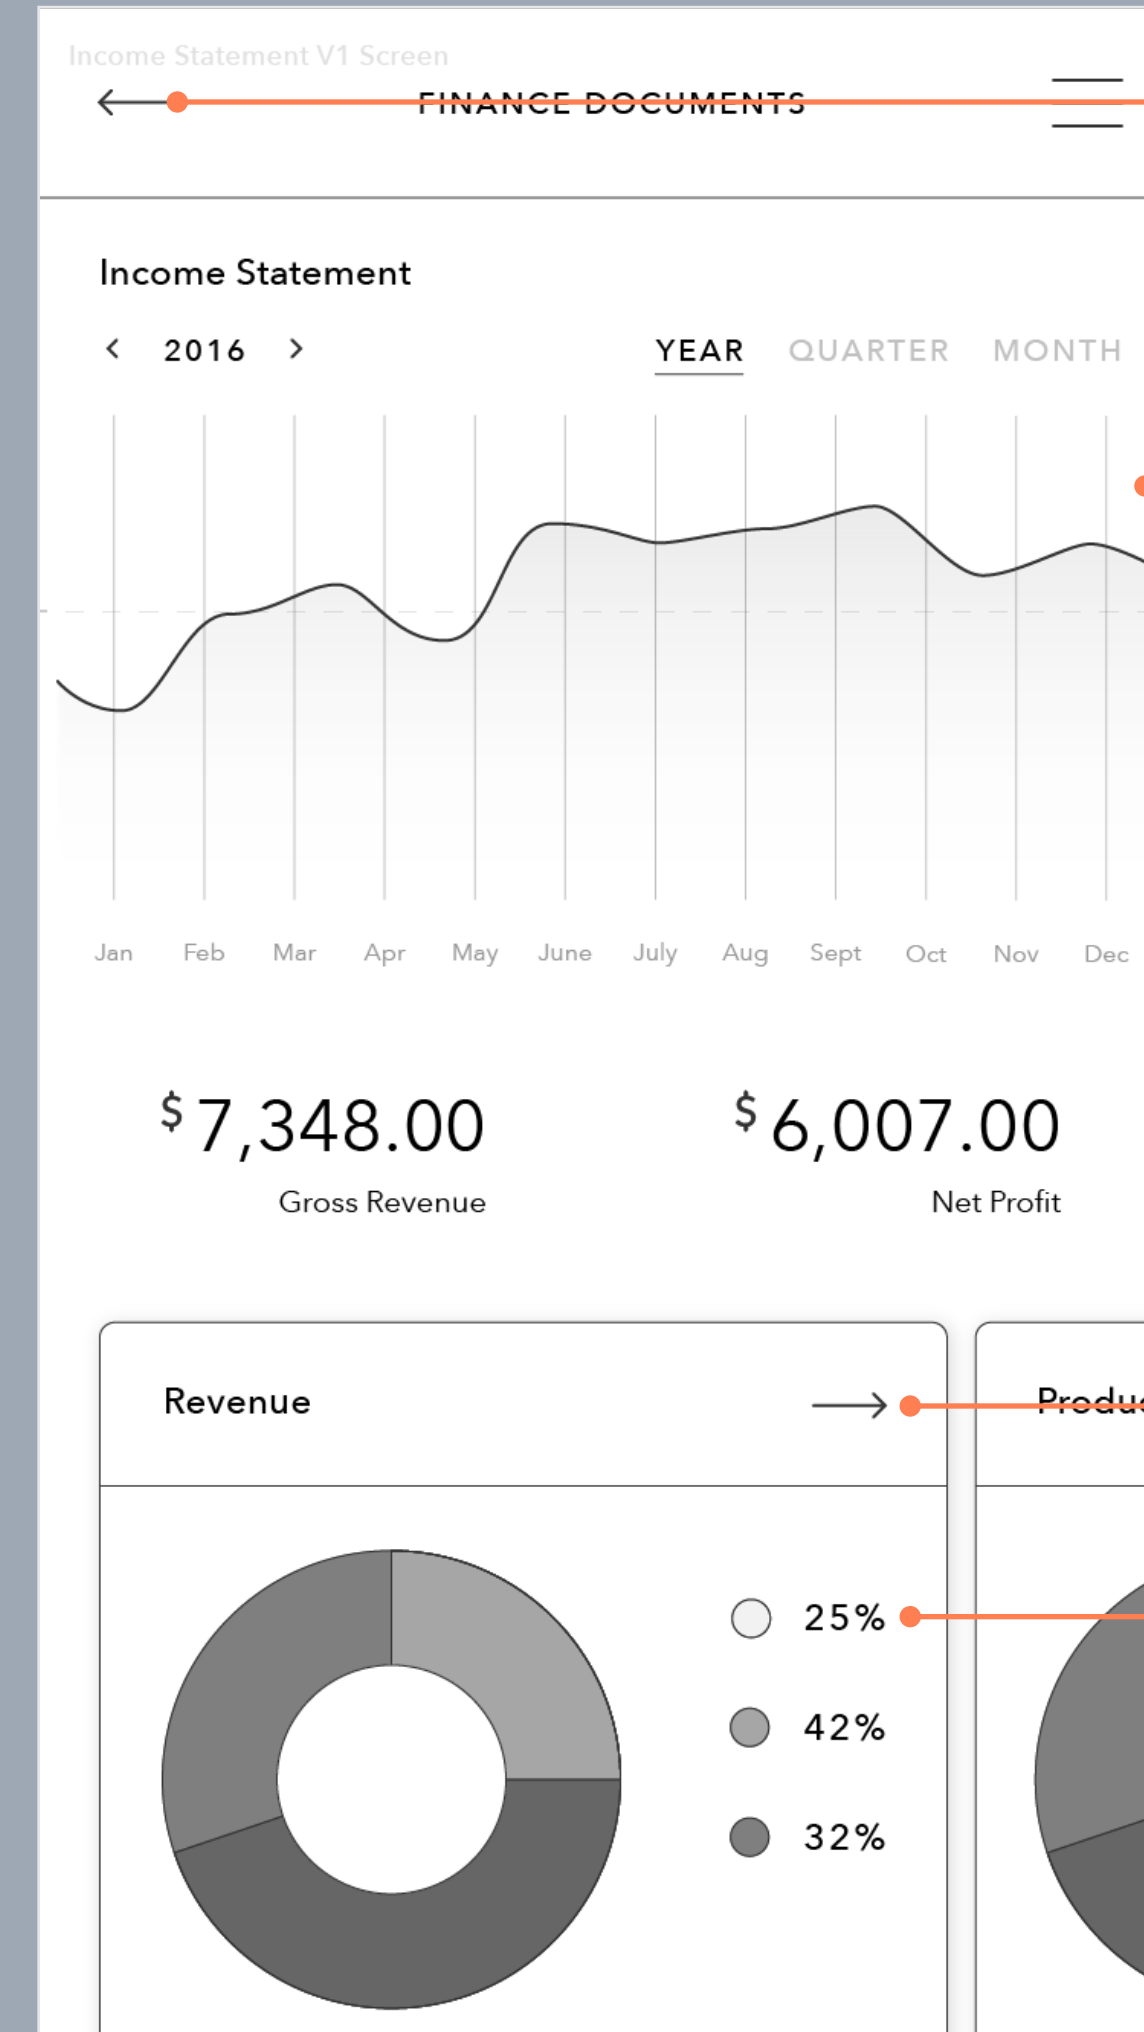 Income Statement V1 Screen
FINANCE DOCUMENTS
Income Statement
2016 YEAR QUARTER MONTH
Jan Feb Mar Apr May June July Aug Sept Oct Nov Dec
$7,348.00 $6,007.00
Gross Revenue Net Profit
Revenue
25%
42%
32%